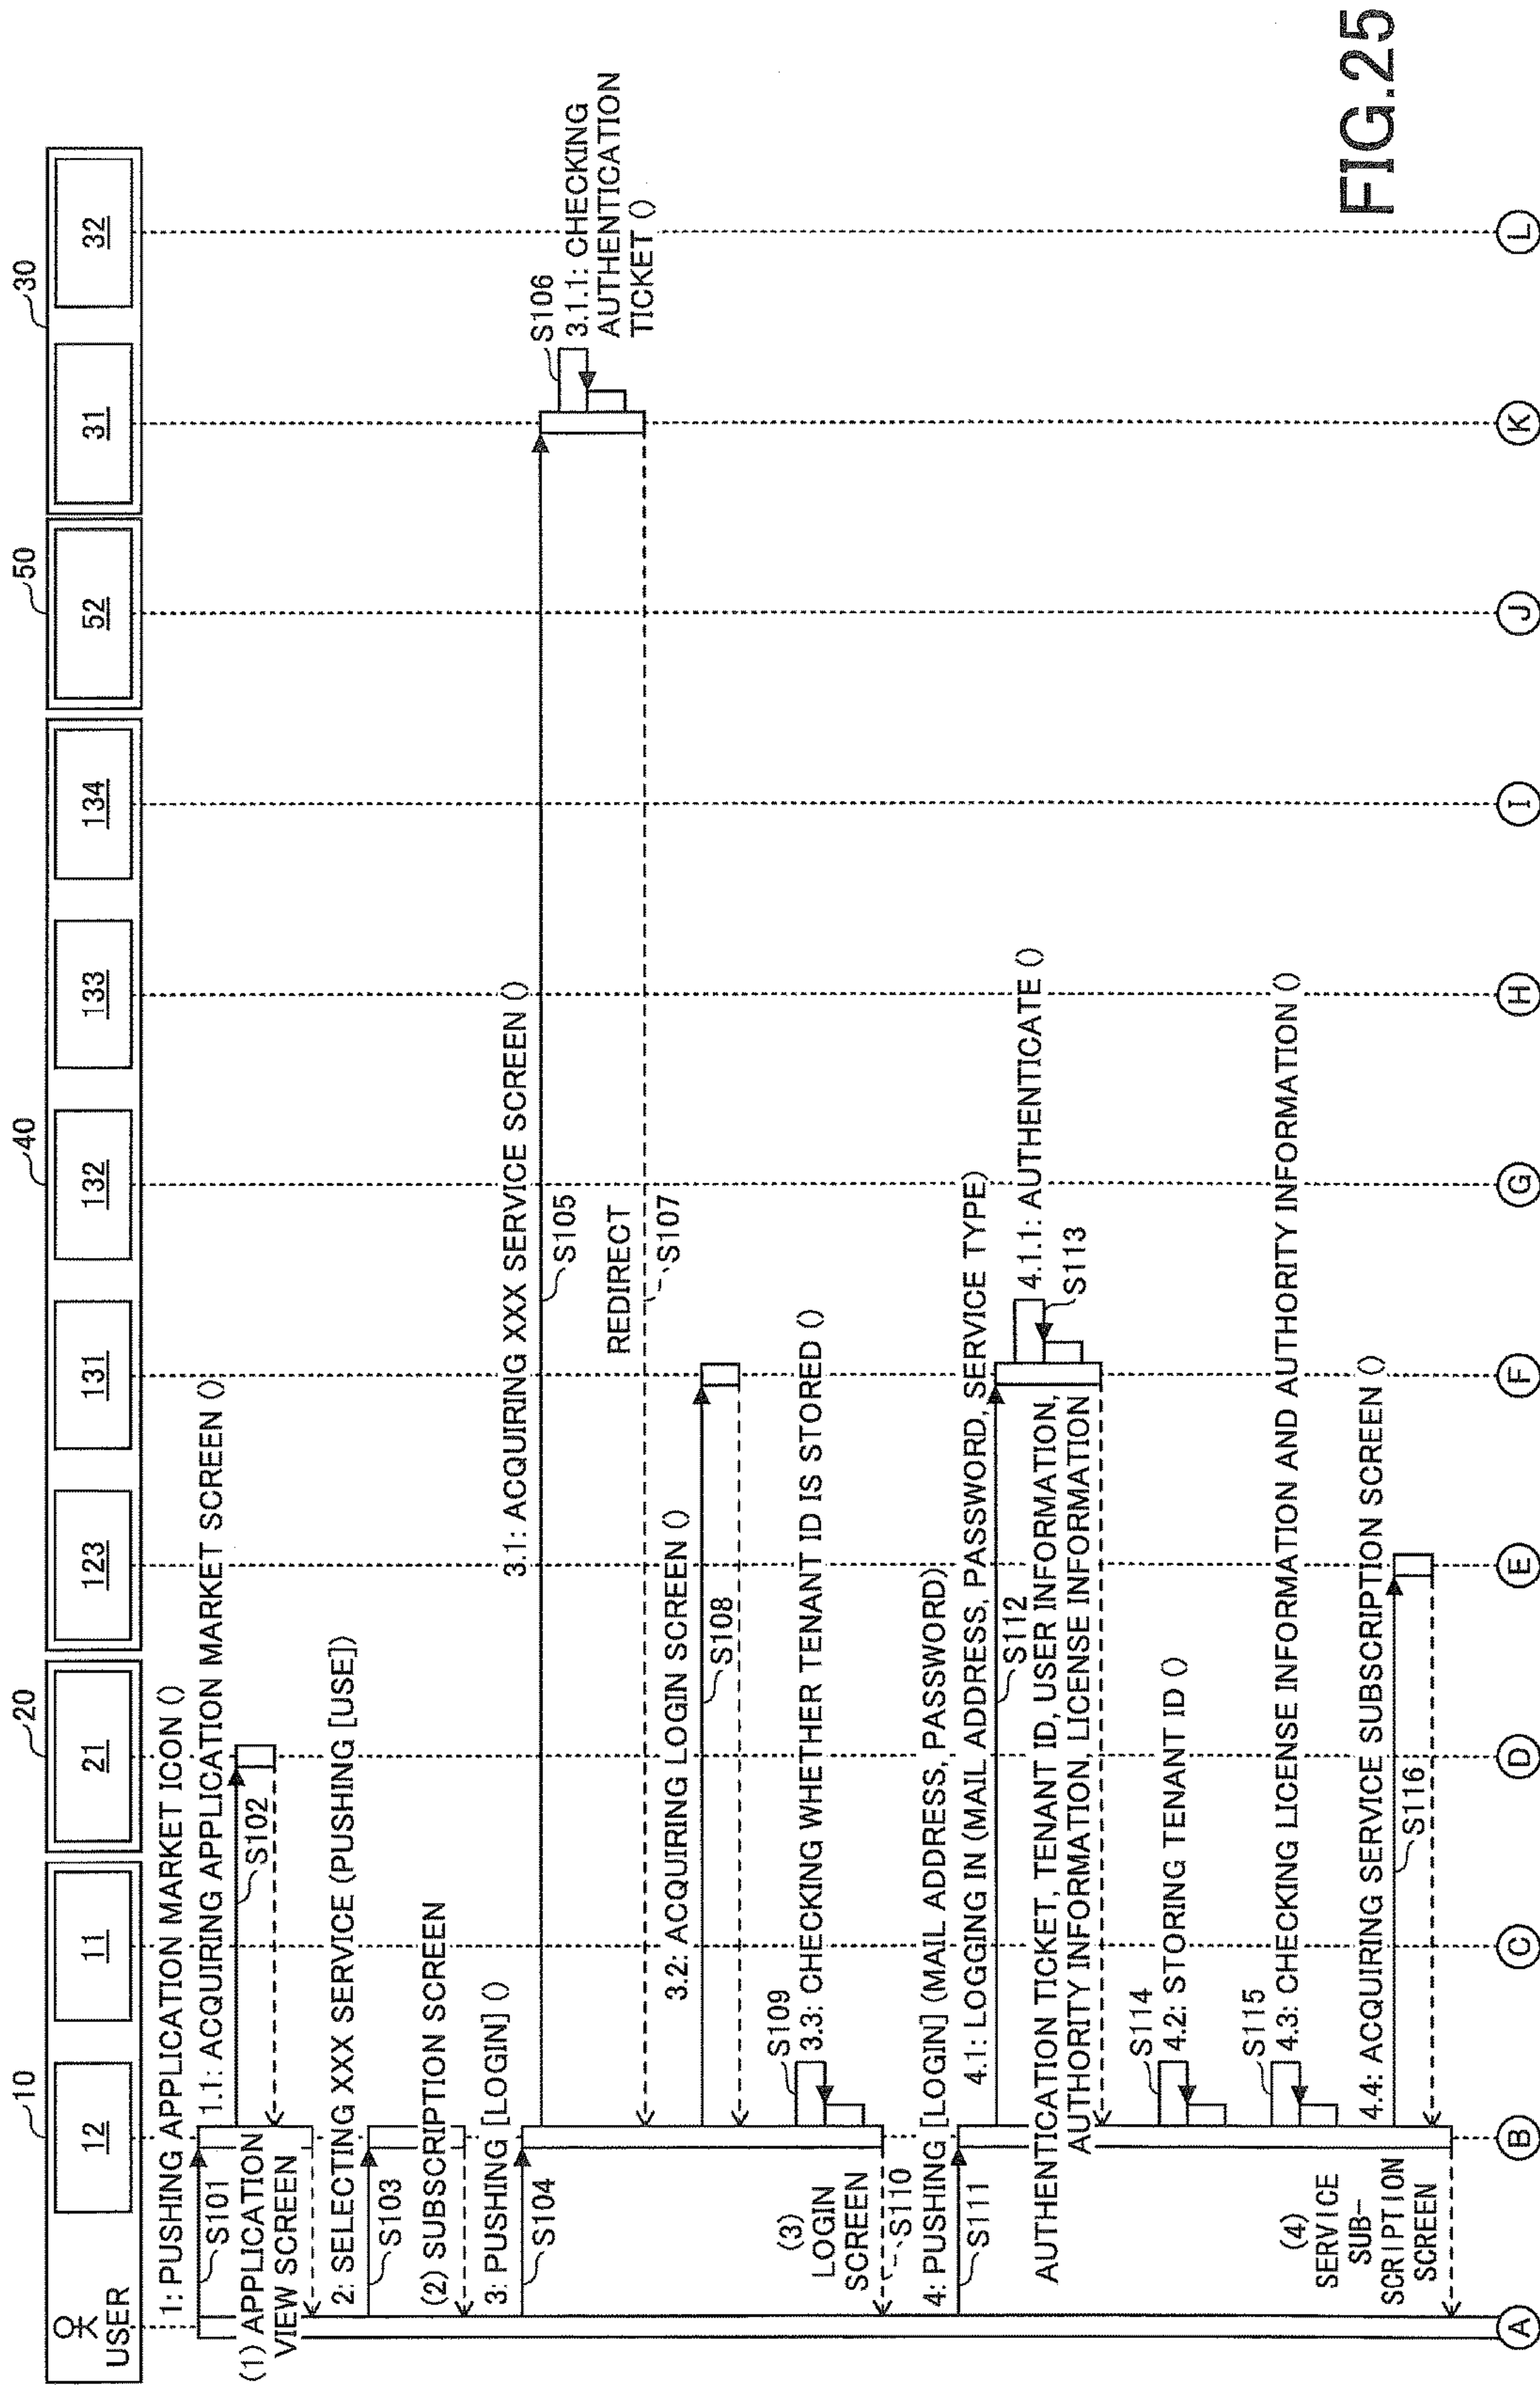 10
20
40
50
30
USER
12
11
21
123
131
132
133
134
52
31
32
1: PUSHING APPLICATION MARKET ICON ()
S101
1.1: ACQUIRING APPLICATION MARKET SCREEN ()
S102
(1) APPLICATION
VIEW SCREEN
2: SELECTING XXX SERVICE (PUSHING [USE])
S103
(2) SUBSCRIPTION SCREEN
3: PUSHING [LOGIN] ()
S104
3.1: ACQUIRING XXX SERVICE SCREEN ()
S105
S106
3.1.1: CHECKING
AUTHENTICATION
TICKET ()
REDIRECT
S107
3.2: ACQUIRING LOGIN SCREEN ()
S108
S109
3.3: CHECKING WHETHER TENANT ID IS STORED ()
(3)
LOGIN
SCREEN
S110
4: PUSHING [LOGIN] (MAIL ADDRESS, PASSWORD)
S111
4.1: LOGGING IN (MAIL ADDRESS, PASSWORD, SERVICE TYPE)
S112
4.1.1: AUTHENTICATE ()
S113
AUTHENTICATION TICKET, TENANT ID, USER INFORMATION,
AUTHORITY INFORMATION, LICENSE INFORMATION
S114
4.2: STORING TENANT ID ()
S115
4.3: CHECKING LICENSE INFORMATION AND AUTHORITY INFORMATION ()
4.4: ACQUIRING SERVICE SUBSCRIPTION SCREEN ()
S116
(4)
SERVICE
SUB-
SCRIPTION
SCREEN
A
B
C
D
E
F
G
H
I
J
K
L
FIG.25